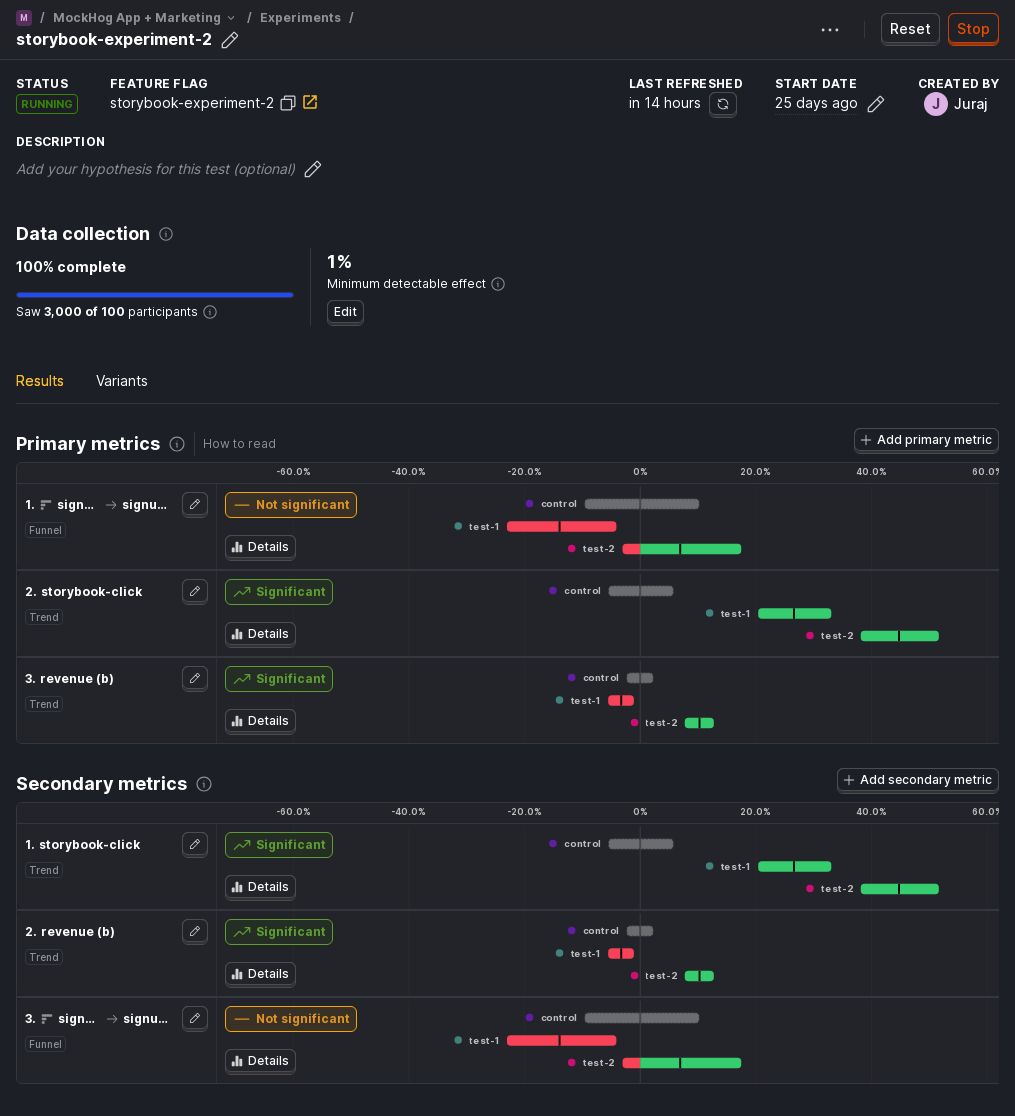 M / MockHog App + Marketing / Experiments /
storybook-experiment-2
Reset
Stop
STATUS
RUNNING
FEATURE FLAG
storybook-experiment-2
LAST REFRESHED
in 14 hours
START DATE
25 days ago
CREATED BY
J Juraj
DESCRIPTION
Add your hypothesis for this test (optional)
Data collection
100% complete
Saw 3,000 of 100 participants
1%
Minimum detectable effect
Edit
Results
Variants
Primary metrics
How to read
Add primary metric
-60.0% -40.0% -20.0% 0% 20.0% 40.0% 60.0%
1. sign... signu...
Funnel
Not significant
Details
control
test-1
test-2
2. storybook-click
Trend
Significant
Details
control
test-1
test-2
3. revenue (b)
Trend
Significant
Details
control
test-1
test-2
Secondary metrics
Add secondary metric
-60.0% -40.0% -20.0% 0% 20.0% 40.0% 60.0%
1. storybook-click
Trend
Significant
Details
control
test-1
test-2
2. revenue (b)
Trend
Significant
Details
control
test-1
test-2
3. sign... signu...
Funnel
Not significant
Details
control
test-1
test-2